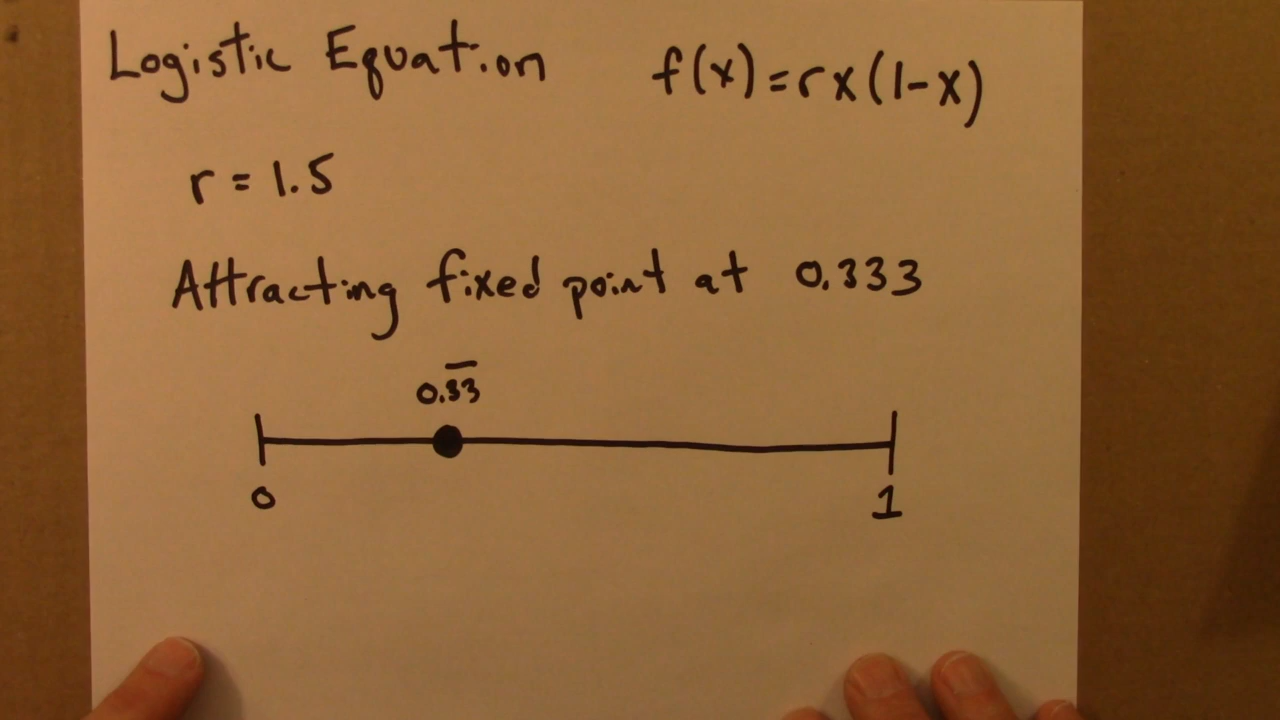 Logistic Equation f(x)=rx(1-x)
r = 1.5
Attracting fixed point at 0.333
0.3̅3̅
0 1